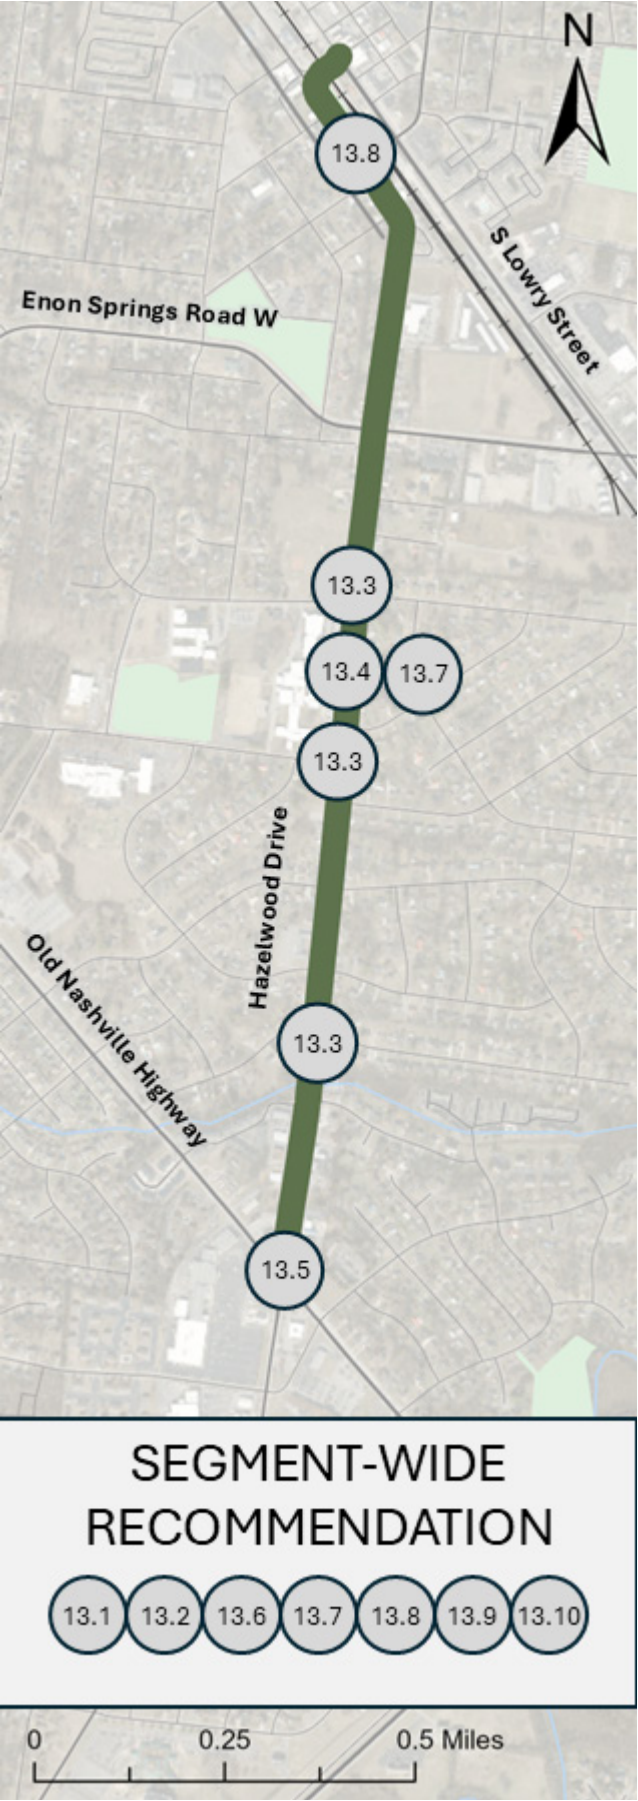 N
13.8
S Lowry Street
Enon Springs Road W
13.3
13.4
13.7
13.3
Hazelwood Drive
Old Nashville Highway
13.3
13.5
SEGMENT-WIDE
RECOMMENDATION
13.1 13.2 13.6 13.7 13.8 13.9 13.10
0 0.25 0.5 Miles